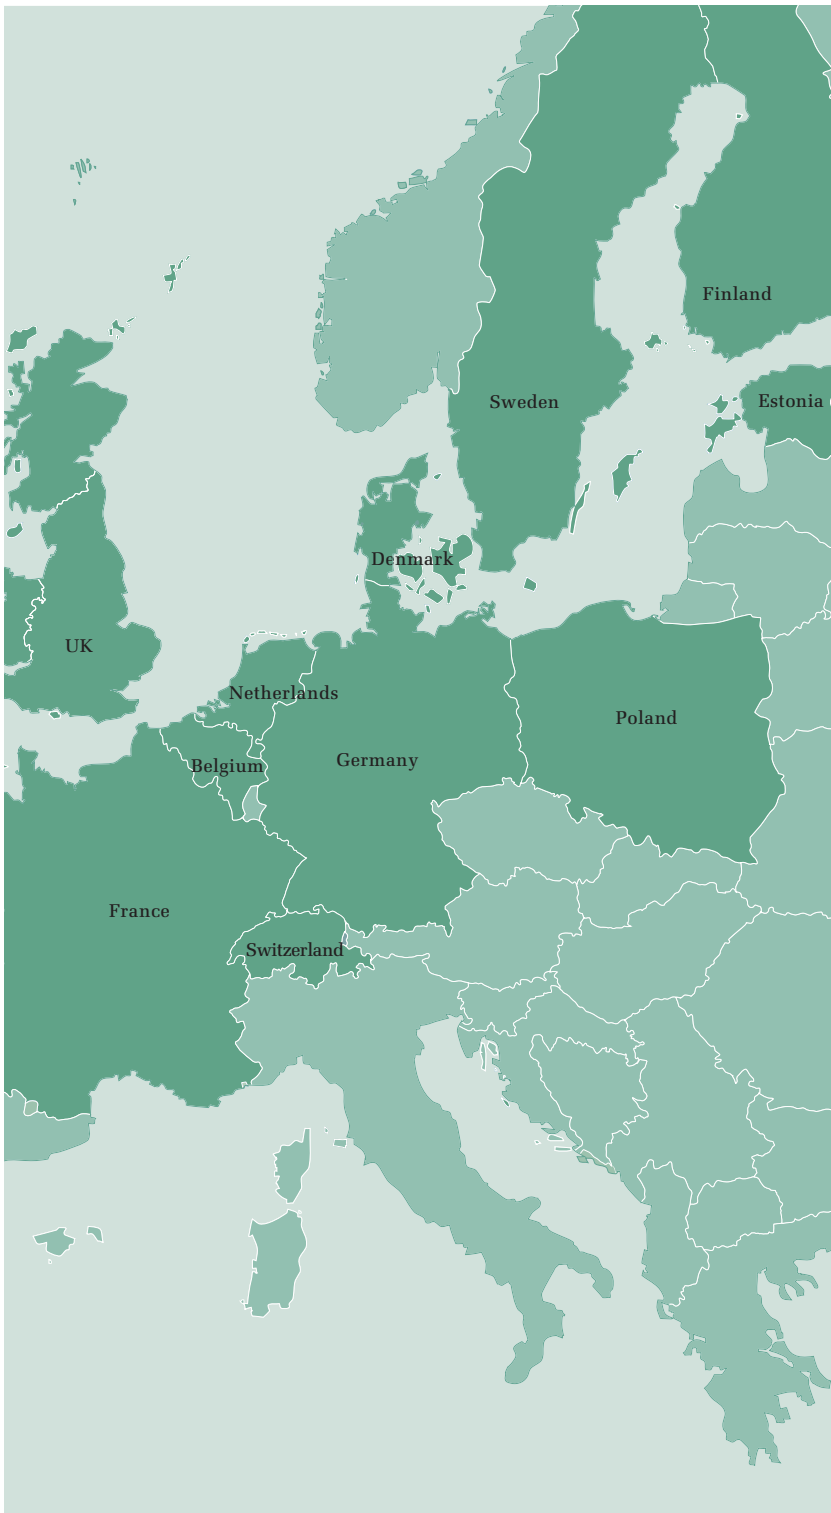 Finland
Sweden
Estonia
Denmark
UK
Netherlands
Poland
Belgium
Germany
France
Switzerland